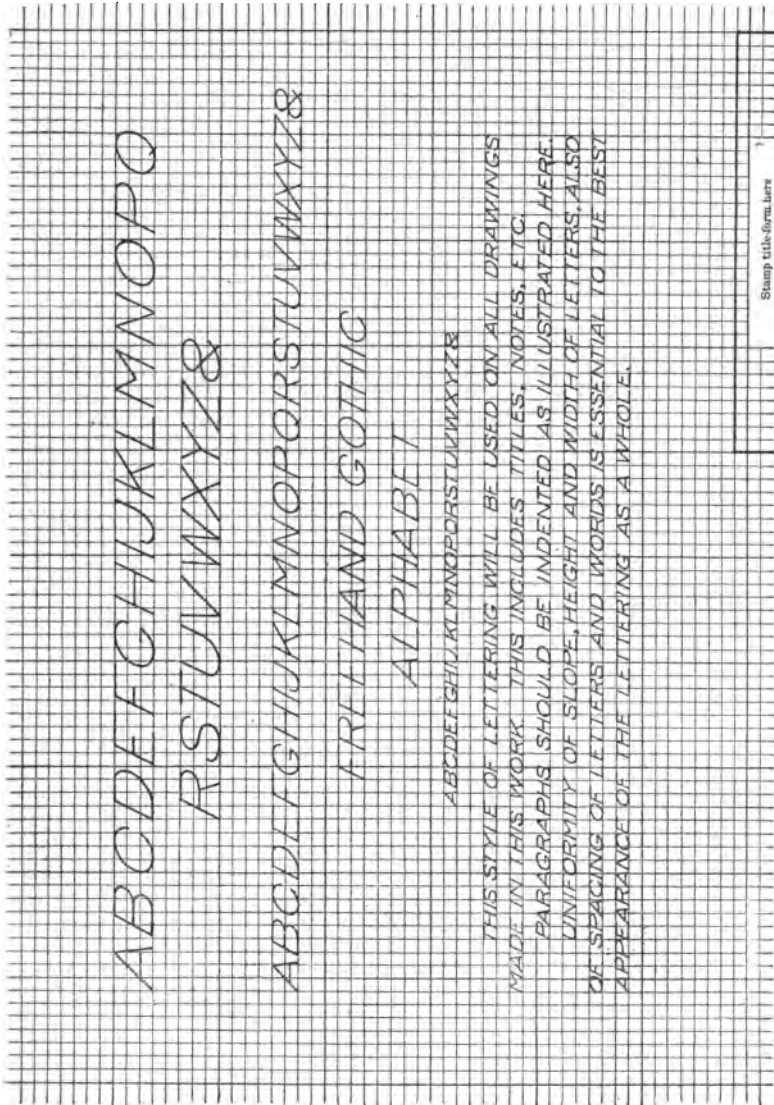 ABCDEFGHIJKLMNOPQ
RSTUVWXYZ&
ABCDEFGHIJKLMNOPQRSTUVWXYZ&
FREEHAND GOTHIC
ALPHABET
ABCDEFGHIJKLMNOPQRSTUVWXYZ&
THIS STYLE OF LETTERING WILL BE USED ON ALL DRAWINGS
MADE IN THIS WORK. THIS INCLUDES TITLES, NOTES, ETC.
PARAGRAPHS SHOULD BE INDENTED AS ILLUSTRATED HERE.
UNIFORMITY OF SLOPE, HEIGHT AND WIDTH OF LETTERS, ALSO
OF SPACING OF LETTERS AND WORDS IS ESSENTIAL TO THE BEST
APPEARANCE OF THE LETTERING AS A WHOLE.
Stamp title-form here